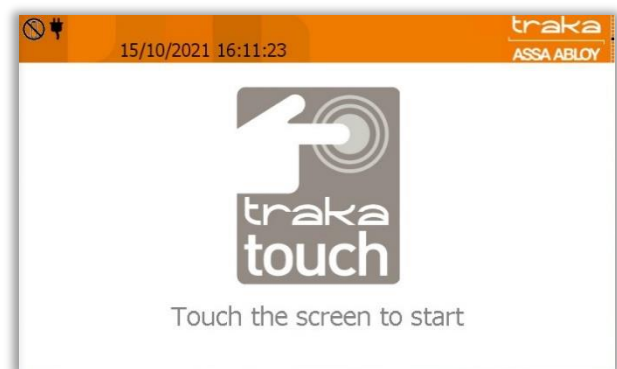 traka
15/10/2021 16:11:23
ASSA ABLOY
traka
touch
Touch the screen to start